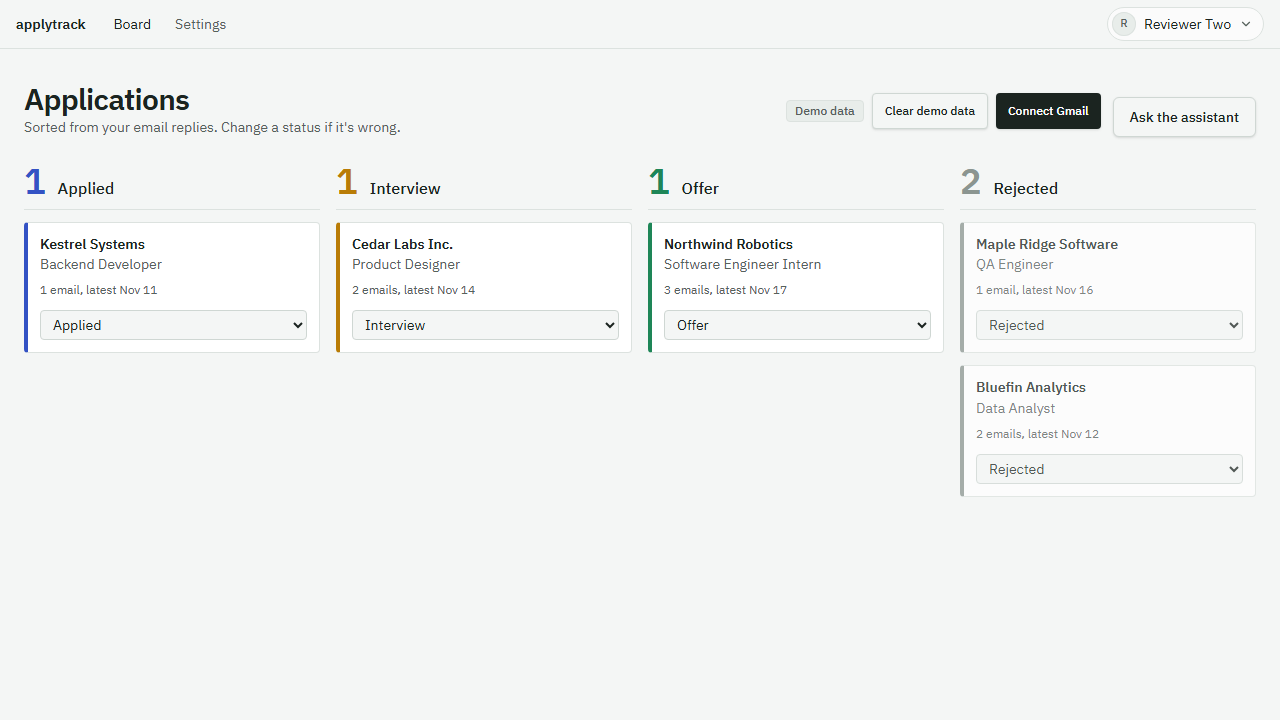 applytrack Board Settings R Reviewer Two
Applications
Sorted from your email replies. Change a status if it's wrong.
Demo data Clear demo data Connect Gmail Ask the assistant
1 Applied
Kestrel Systems
Backend Developer
1 email, latest Nov 11
Applied
1 Interview
Cedar Labs Inc.
Product Designer
2 emails, latest Nov 14
Interview
1 Offer
Northwind Robotics
Software Engineer Intern
3 emails, latest Nov 17
Offer
2 Rejected
Maple Ridge Software
QA Engineer
1 email, latest Nov 16
Rejected
Bluefin Analytics
Data Analyst
2 emails, latest Nov 12
Rejected